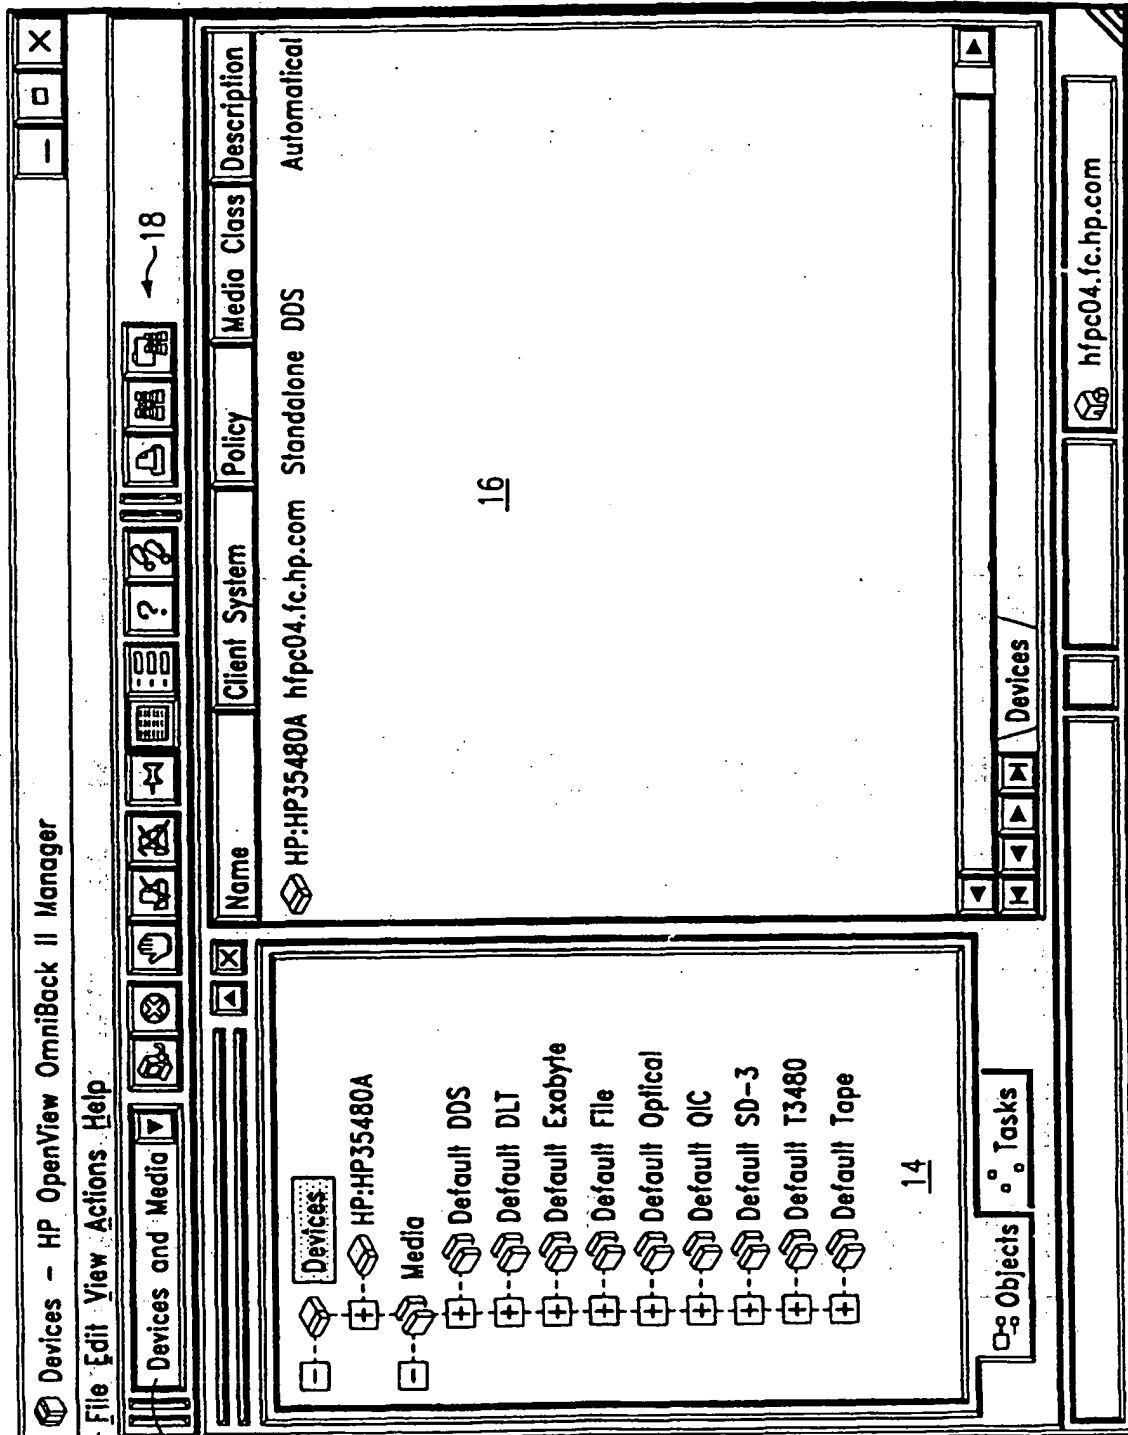 Devices - HP OpenView OmniBack II Manager
File Edit View Actions Help
Devices and Media
?
18
Name Client System Policy Media Class Description
HP:HP35480A hfpc04.fc.hp.com Standalone DDS Automatical
16
Devices
HP:HP35480A
Media
Default DDS
Default DLT
Default Exabyte
Default File
Default Optical
Default QIC
Default SD-3
Default T3480
Default Tape
14
Objects Tasks
Devices
hfpc04.fc.hp.com